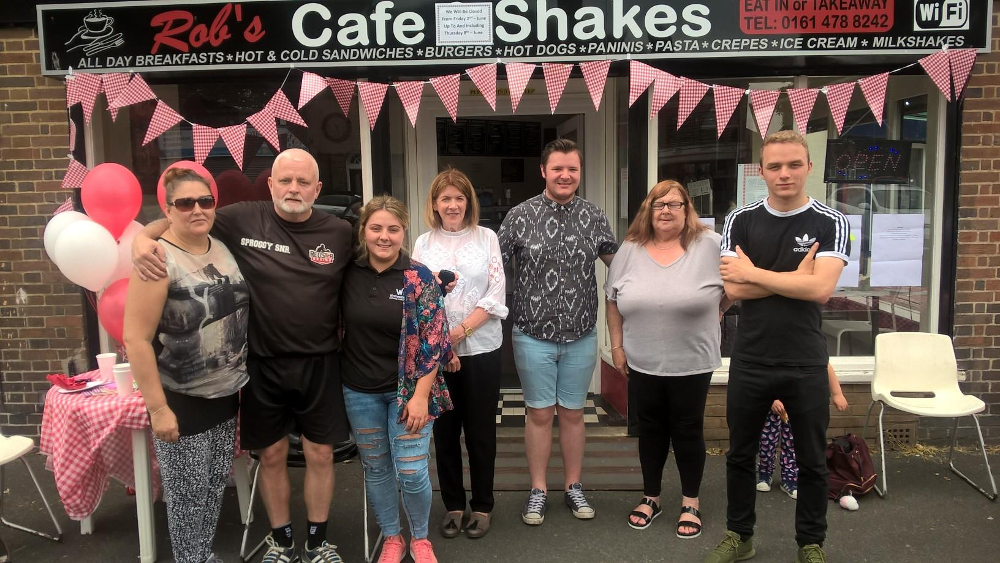 Rob's Cafe Shakes
We Will Be Closed
From Friday 2nd – June
Up To And Including
Thursday 8th – June.
EAT IN or TAKEAWAY
TEL: 0161 478 8242
WiFi
ALL DAY BREAKFASTS * HOT & COLD SANDWICHES * BURGERS * HOT DOGS * PANINIS * PASTA * CREPES * ICE CREAM * MILKSHAKES
OPEN
SPROGGY SNR.
REDSTAR
BOXING
adidas